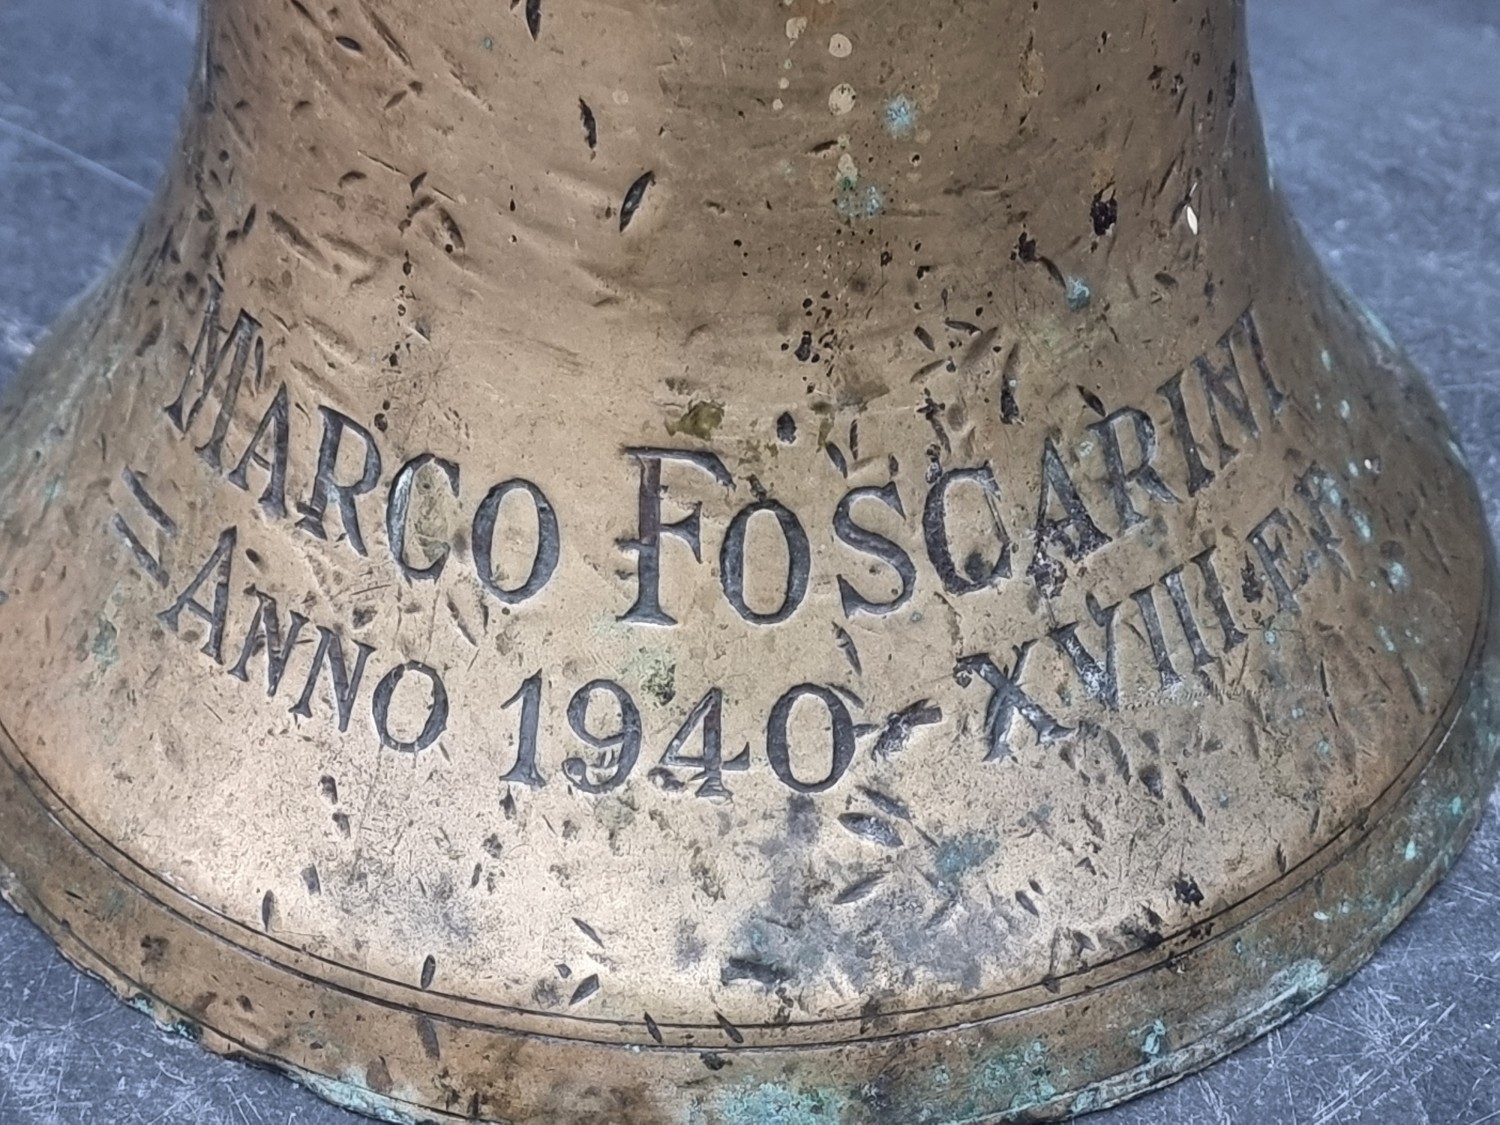 MARCO FOSCARINI
= ANNO 1940 - XVIII E.F.